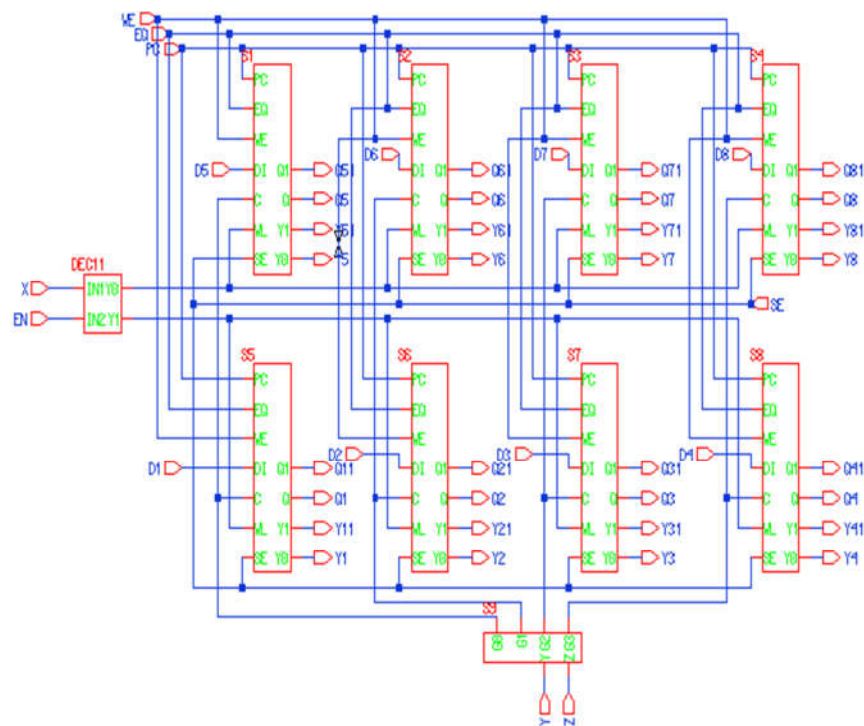 WE
EQ
PC
S1 S2 S3 S4
PC PC PC PC
EQ EQ EQ EQ
WE WE WE WE
D5 DI Q1 Q51 D6 DI Q1 Q61 D7 DI Q1 Q71 D8 DI Q1 Q81
C Q Q5 C Q Q6 C Q Q7 C Q Q8
WL Y1 Y51 WL Y1 Y61 WL Y1 Y71 WL Y1 Y81
SE Y0 Y5 SE Y0 Y6 SE Y0 Y7 SE Y0 Y8
DEC11
X IN1 Y0
SE
EN IN2 Y1
S5 S6 S7 S8
PC PC PC PC
EQ EQ EQ EQ
WE WE WE WE
D1 DI Q1 Q11 D2 DI Q1 Q21 D3 DI Q1 Q31 D4 DI Q1 Q41
C Q Q1 C Q Q2 C Q Q3 C Q Q4
WL Y1 Y11 WL Y1 Y21 WL Y1 Y31 WL Y1 Y41
SE Y0 Y1 SE Y0 Y2 SE Y0 Y3 SE Y0 Y4
S9
G0 G1 Y G2 Z G3
Y Z